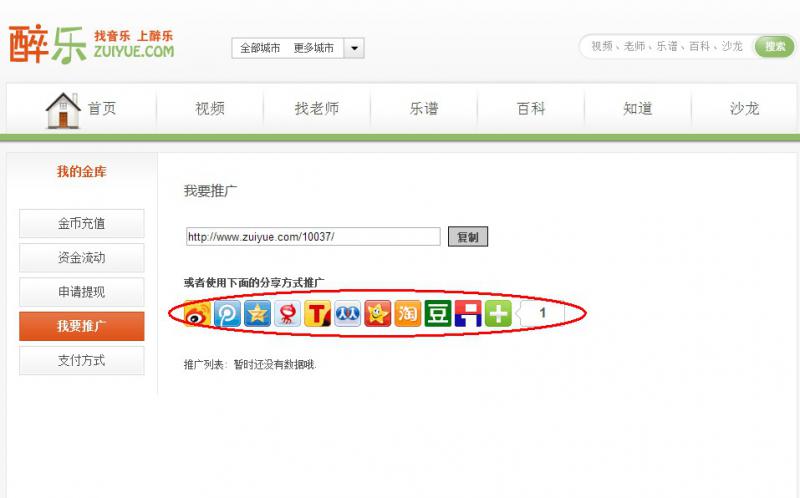 醉乐
找音乐 上醉乐
ZUIYUE.COM
全部城市 更多城市
视频、老师、乐谱、百科、沙龙
搜索
首页 视频 找老师 乐谱 百科 知道 沙龙
我的金库
金币充值
资金流动
申请提现
我要推广
支付方式
我要推广
http://www.zuiyue.com/10037/
复制
或者使用下面的分享方式推广
T 淘 豆 1
推广列表：暂时还没有数据哦.